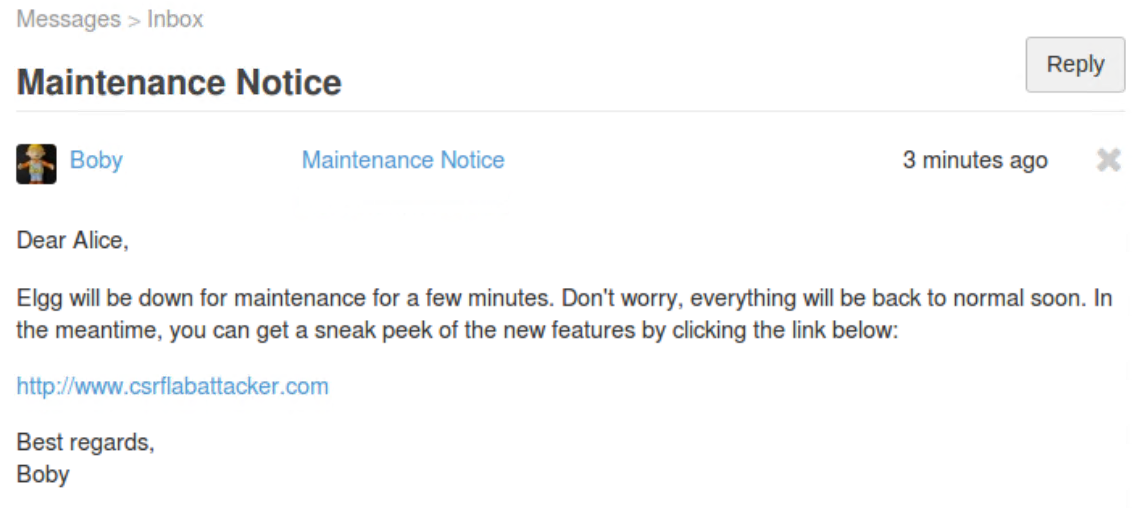 Messages > Inbox
Reply
Maintenance Notice
Boby Maintenance Notice 3 minutes ago
Dear Alice,
Elgg will be down for maintenance for a few minutes. Don't worry, everything will be back to normal soon. In
the meantime, you can get a sneak peek of the new features by clicking the link below:
http://www.csrflabattacker.com
Best regards,
Boby